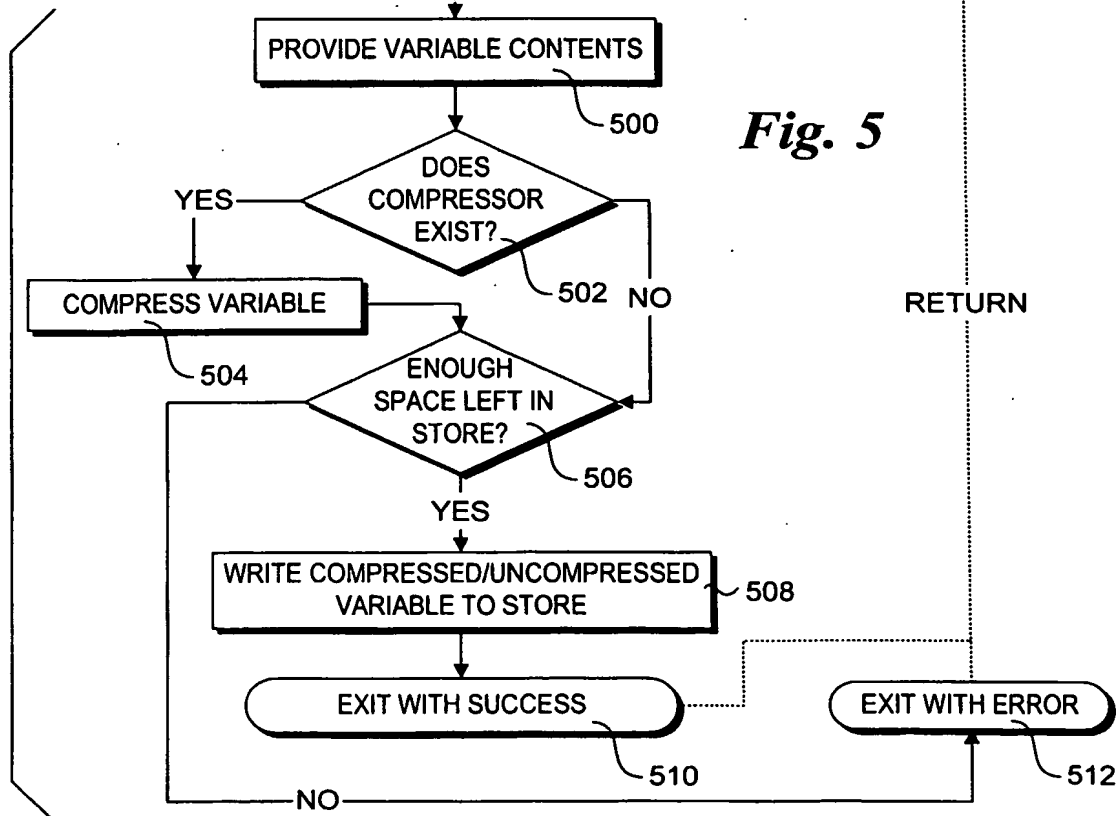 PROVIDE VARIABLE CONTENTS
500
Fig. 5
DOES
COMPRESSOR
EXIST?
YES
502
NO
COMPRESS VARIABLE
504
RETURN
ENOUGH
SPACE LEFT IN
STORE?
506
YES
WRITE COMPRESSED/UNCOMPRESSED
VARIABLE TO STORE
508
EXIT WITH SUCCESS
510
EXIT WITH ERROR
512
NO